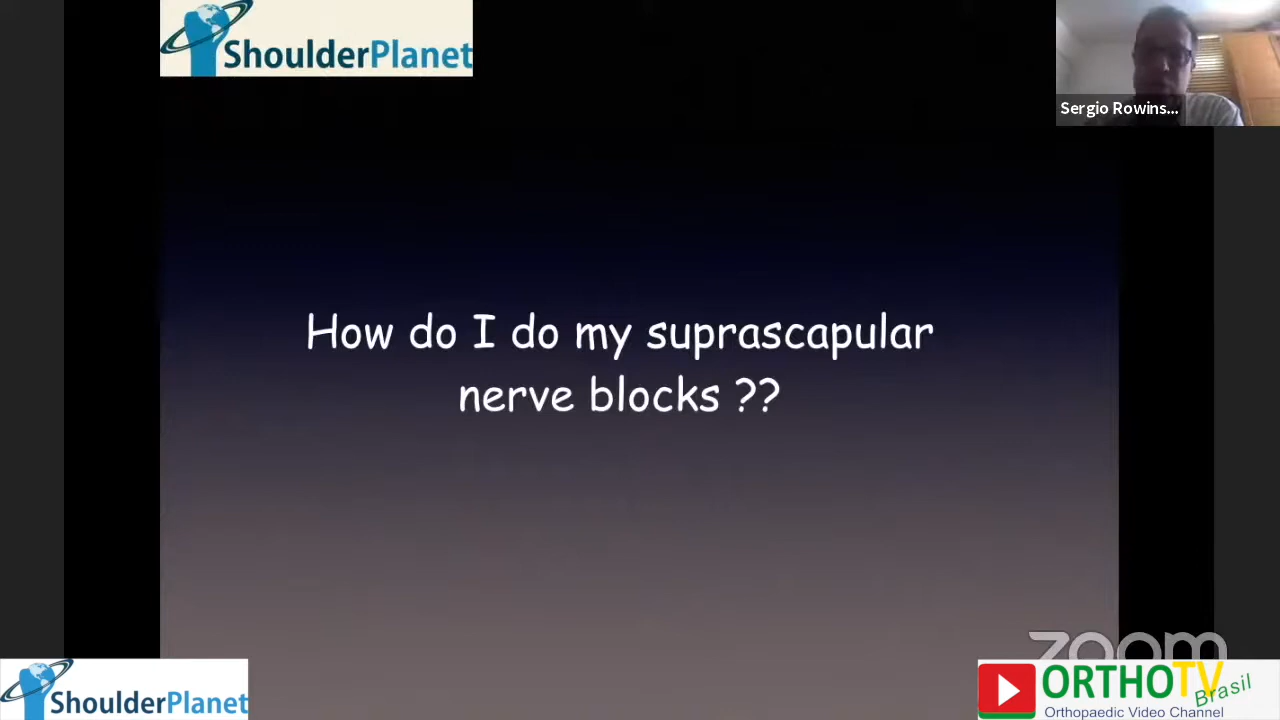 ShoulderPlanet
Sergio Rowins...
How do I do my suprascapular
nerve blocks ??
zoom
ShoulderPlanet
ORTHOTV
Brasil
Orthopaedic Video Channel